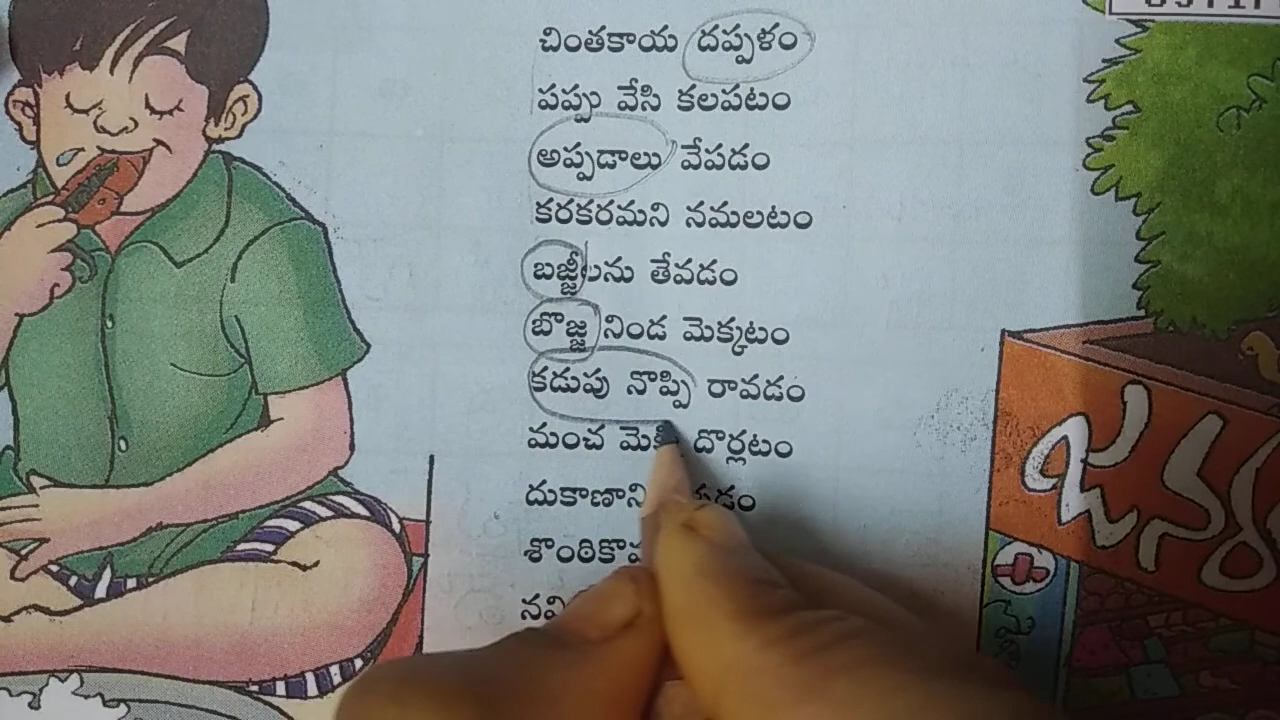 చింతకాయ దప్పళం
పప్పు వేసి కలపటం
అప్పడాలు వేపడం
కరకరమని నమలటం
బజ్జీలను తేవడం
బొజ్జ నిండ మెక్కటం
కడుపు నొప్పి రావడం
మంచ దొర్లటం